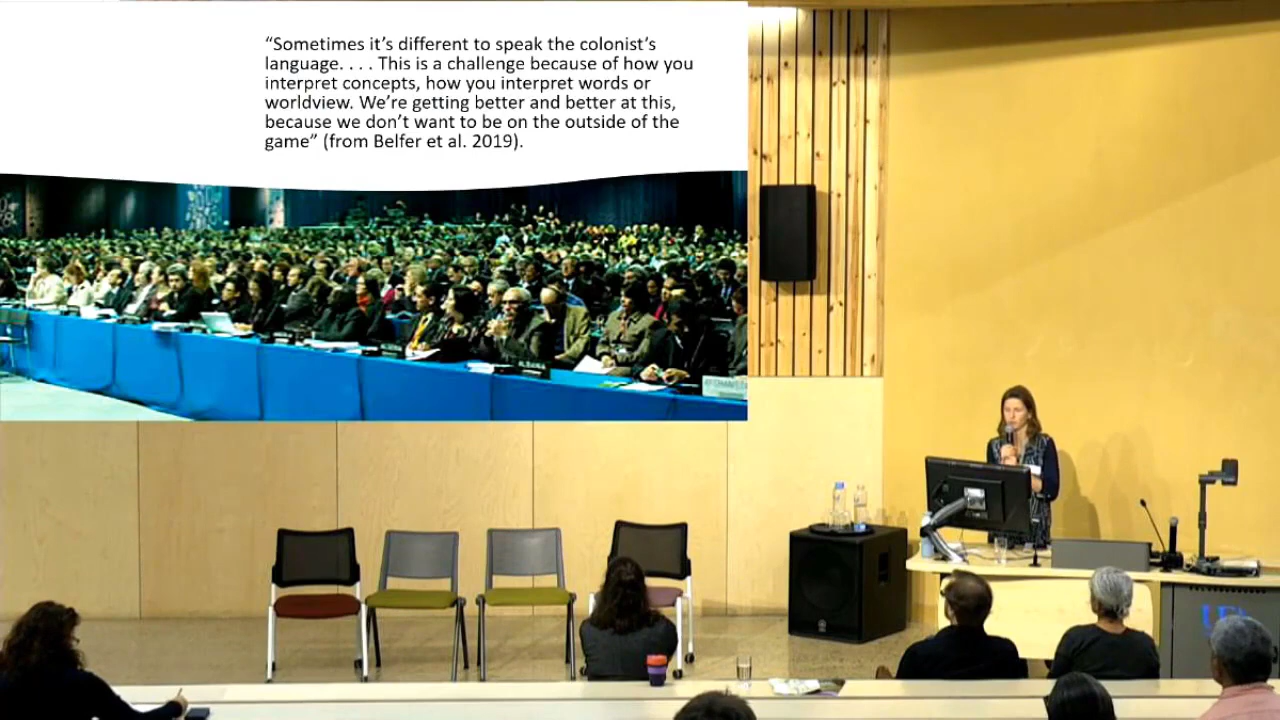 “Sometimes it’s different to speak the colonist’s
language. . . . This is a challenge because of how you
interpret concepts, how you interpret words or
worldview. We’re getting better and better at this,
because we don’t want to be on the outside of the
game” (from Belfer et al. 2019).